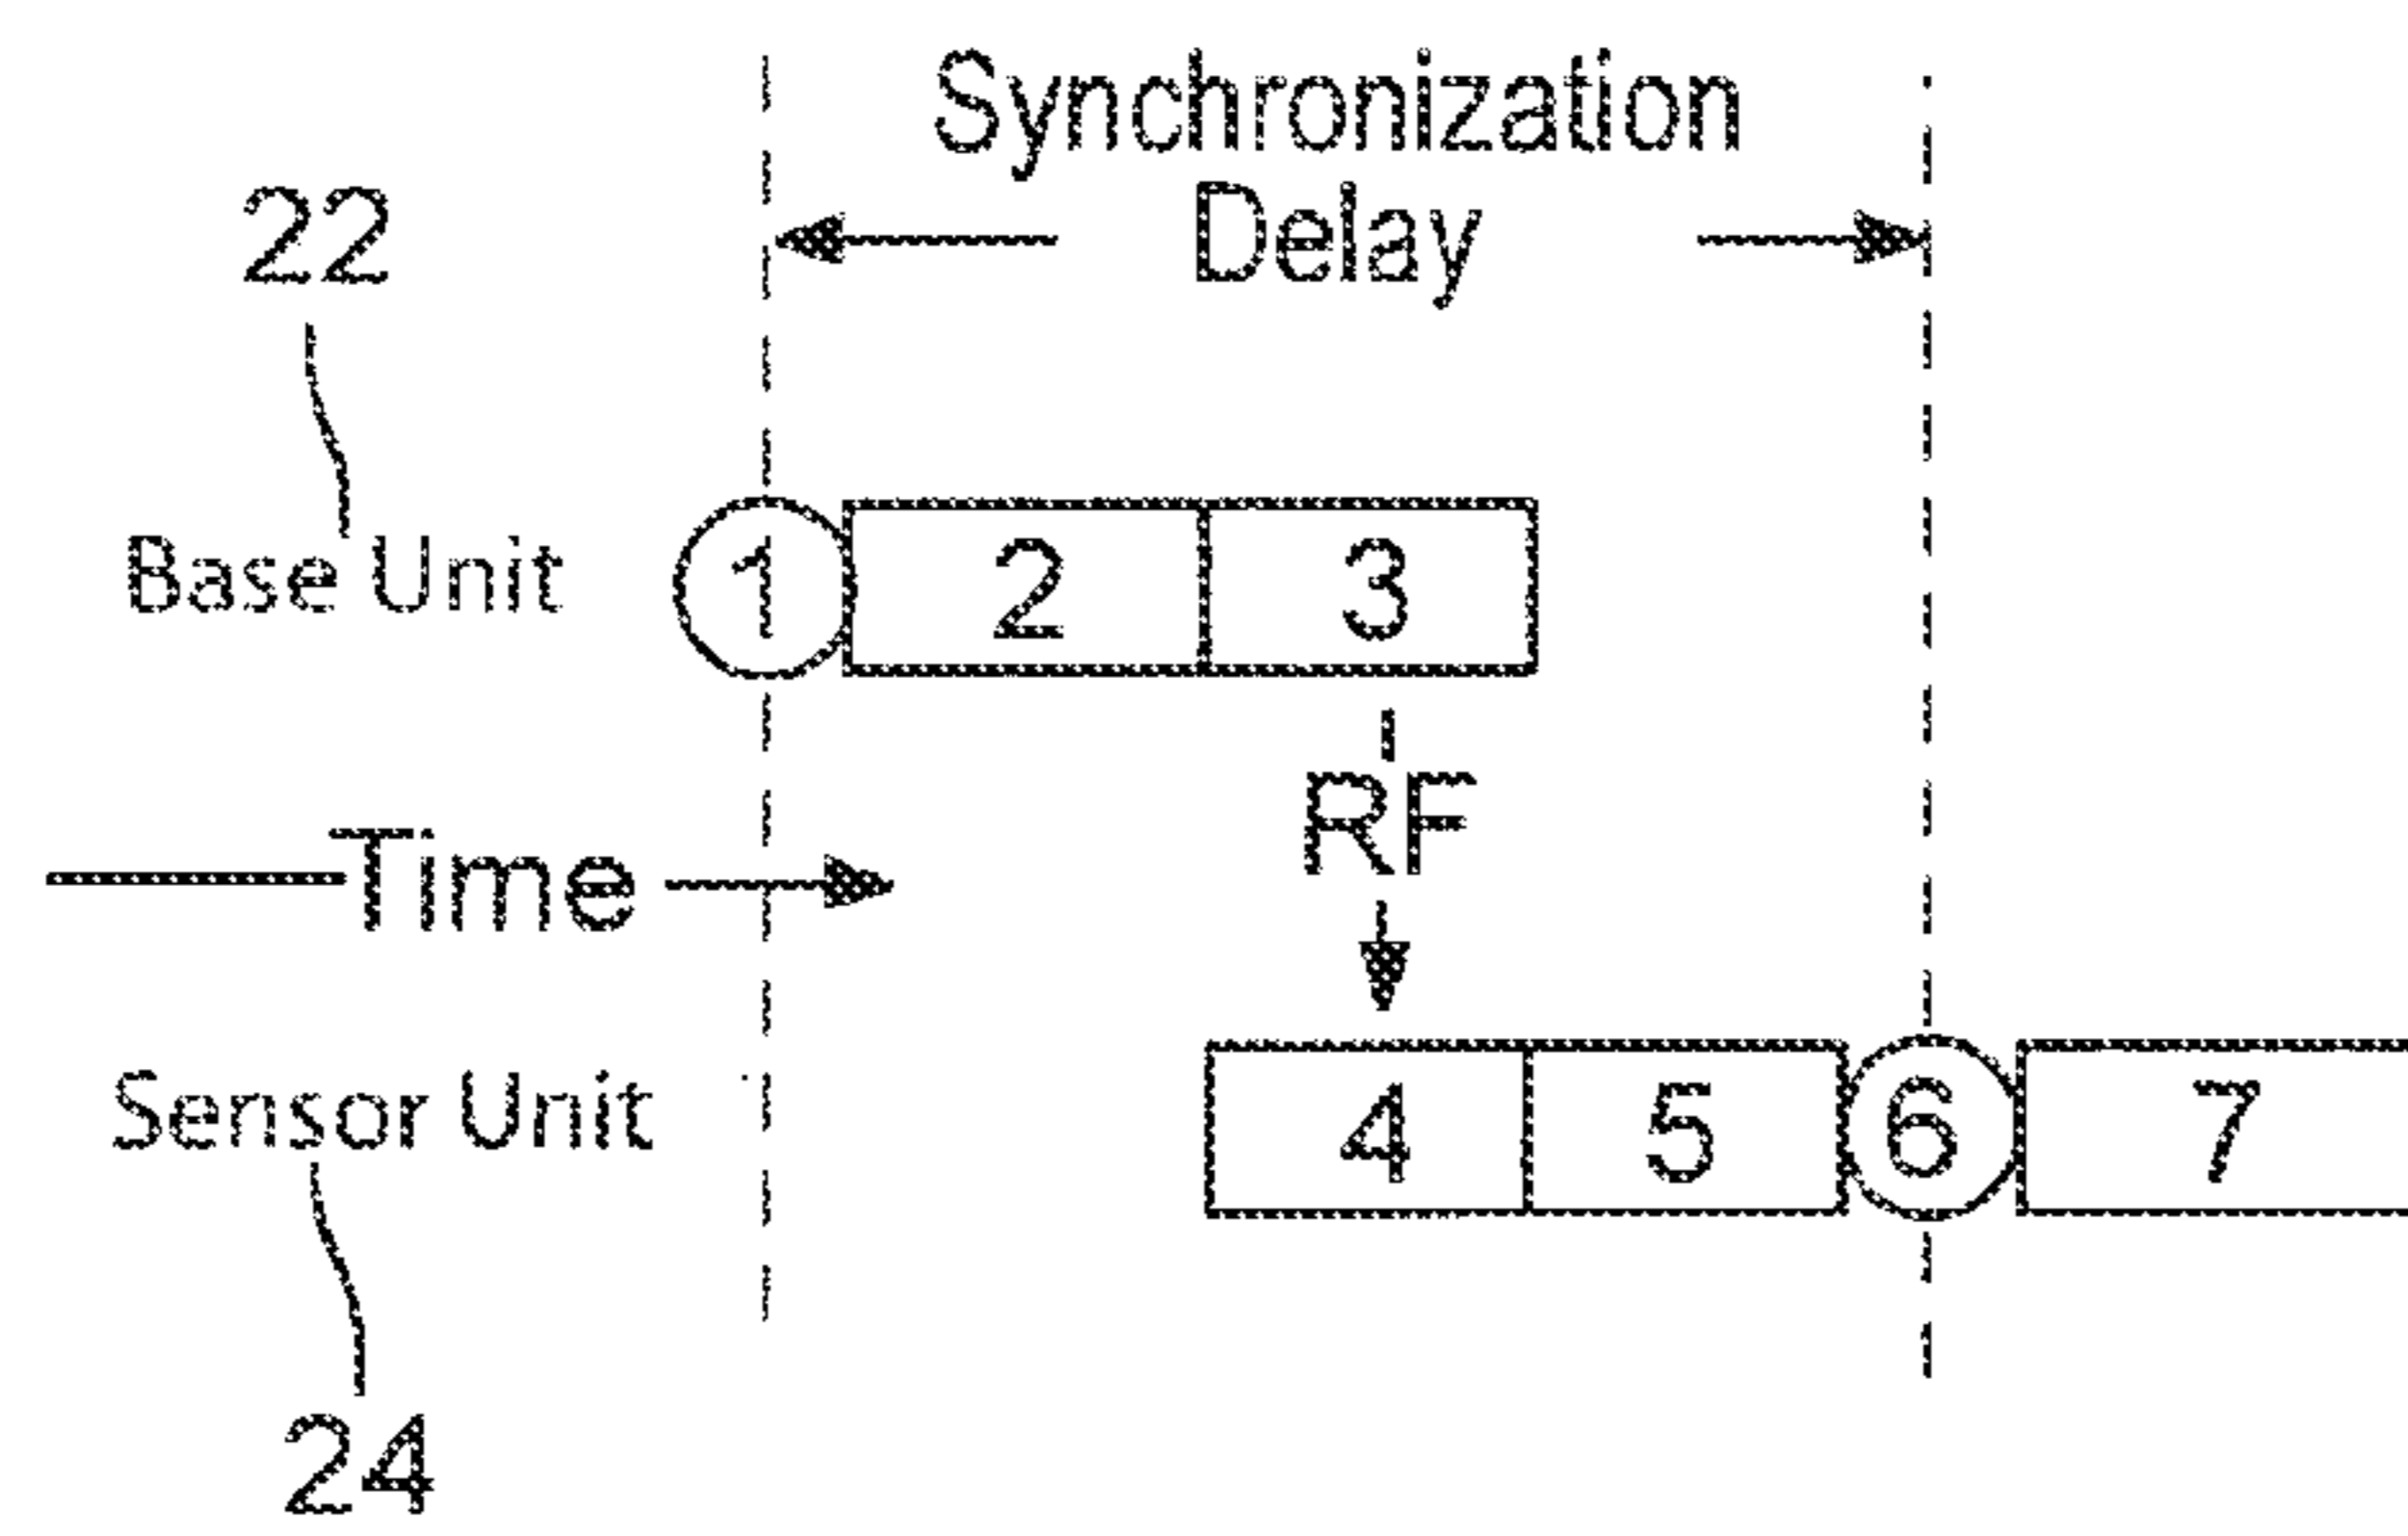 Synchronization
Delay
22
Base Unit
1 2 3
RF
Time
Sensor Unit
4 5 6 7
24